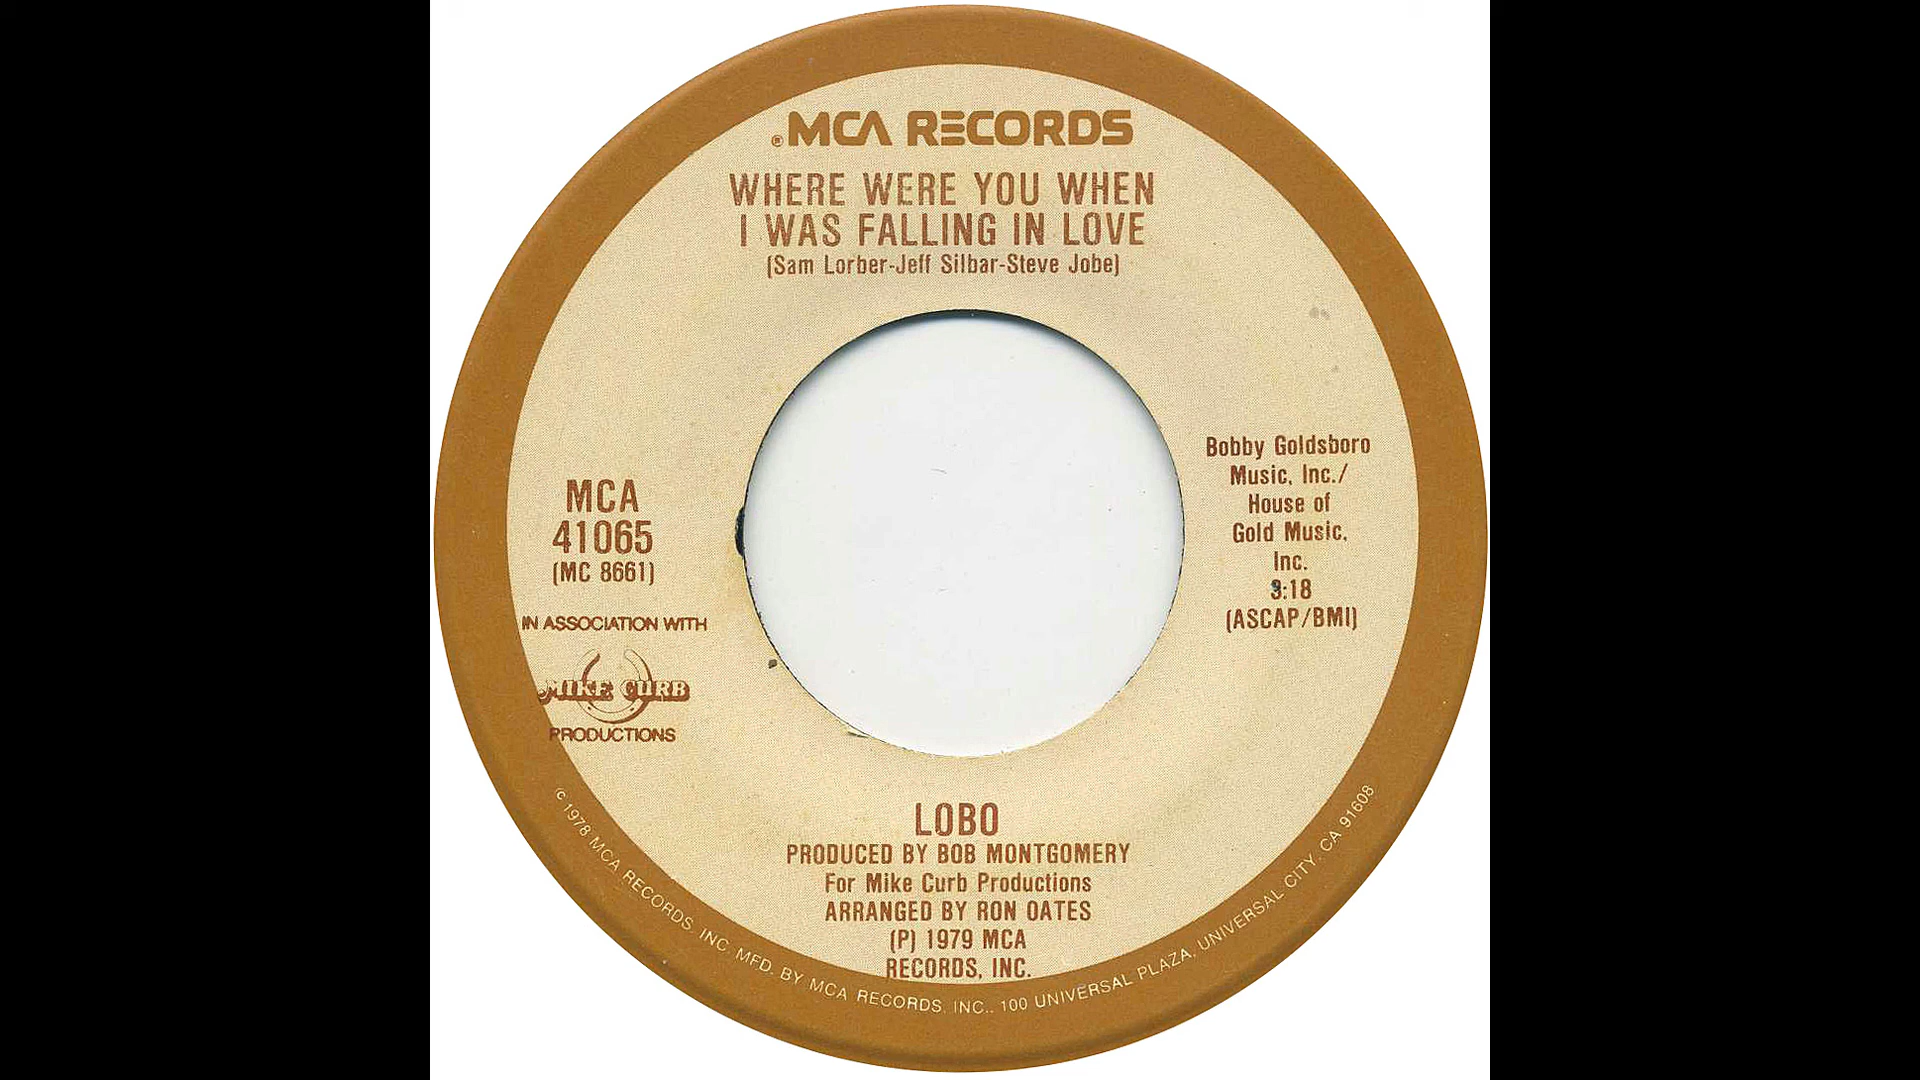 ®MCA RECORDS
WHERE WERE YOU WHEN
I WAS FALLING IN LOVE
(Sam Lorber-Jeff Silbar-Steve Jobe)
MCA
41065
(MC 8661)
IN ASSOCIATION WITH
MIKE CURB
PRODUCTIONS
Bobby Goldsboro
Music, Inc./
House of
Gold Music,
Inc.
3:18
(ASCAP/BMI)
LOBO
PRODUCED BY BOB MONTGOMERY
For Mike Curb Productions
ARRANGED BY RON OATES
(P) 1979 MCA
RECORDS, INC.
c 1978 MCA RECORDS, INC. MFD. BY MCA RECORDS, INC., 100 UNIVERSAL PLAZA, UNIVERSAL CITY, CA 91608